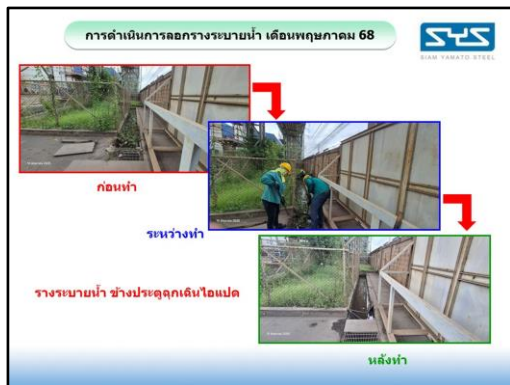 การดำเนินการลอกรางระบายน้ำ เดือนพฤษภาคม 68
SYS
SIAM YAMATO STEEL
ก่อนทำ
ระหว่างทำ
รางระบายน้ำ ข้างประตูฉุกเฉินไอแปด
หลังทำ